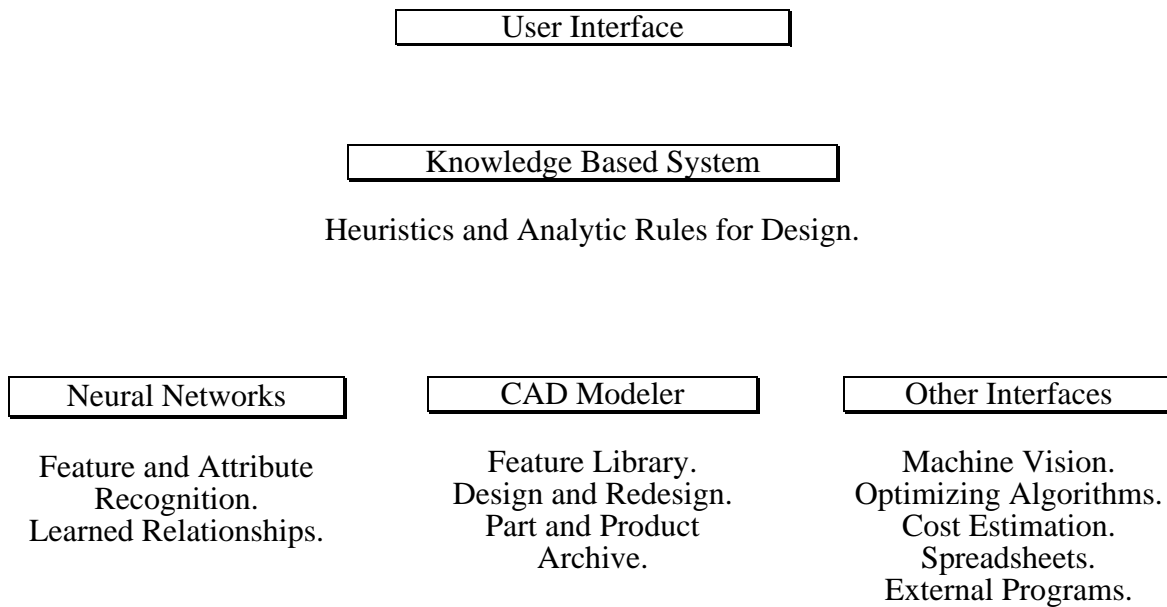 User Interface
Knowledge Based System
Heuristics and Analytic Rules for Design.
Neural Networks
Feature and Attribute
Recognition.
Learned Relationships.
CAD Modeler
Feature Library.
Design and Redesign.
Part and Product
Archive.
Other Interfaces
Machine Vision.
Optimizing Algorithms.
Cost Estimation.
Spreadsheets.
External Programs.